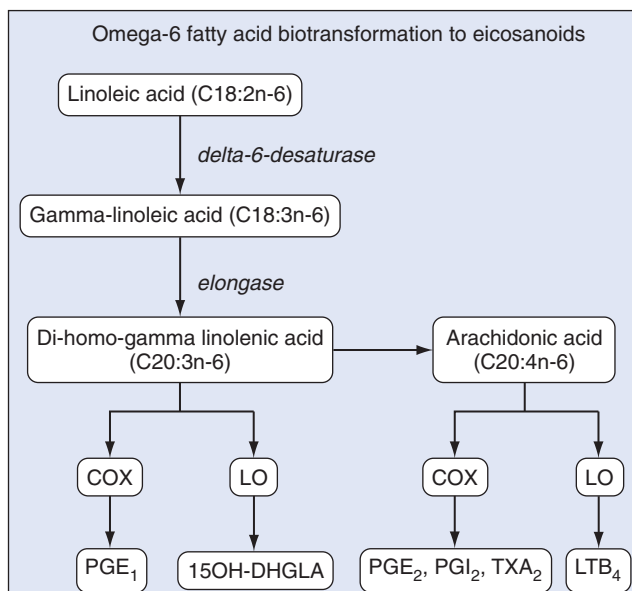 Omega-6 fatty acid biotransformation to eicosanoids
Linoleic acid (C18:2n-6)
delta-6-desaturase
Gamma-linoleic acid (C18:3n-6)
elongase
Di-homo-gamma linolenic acid
(C20:3n-6)
Arachidonic acid
(C20:4n-6)
COX
LO
COX
LO
PGE₁
15OH-DHGLA
PGE₂, PGI₂, TXA₂
LTB₄